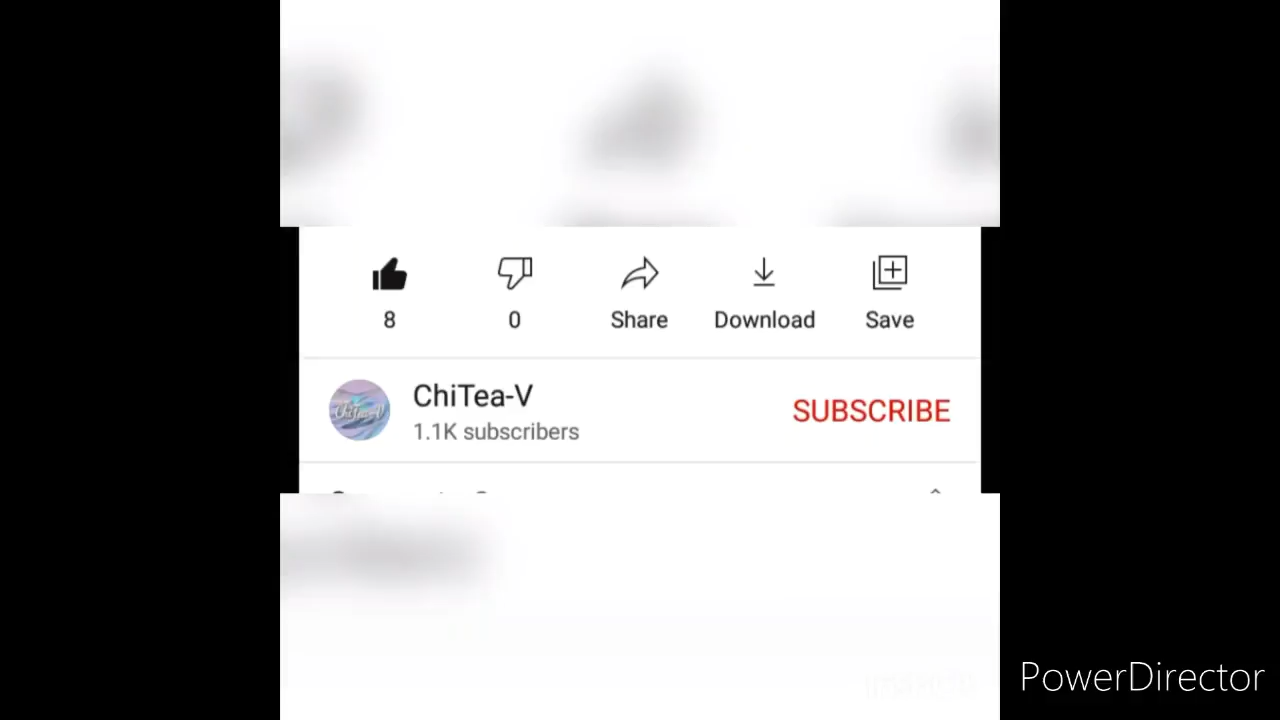 8 0 Share Download Save
ChiTea-V
1.1K subscribers
SUBSCRIBE
PowerDirector